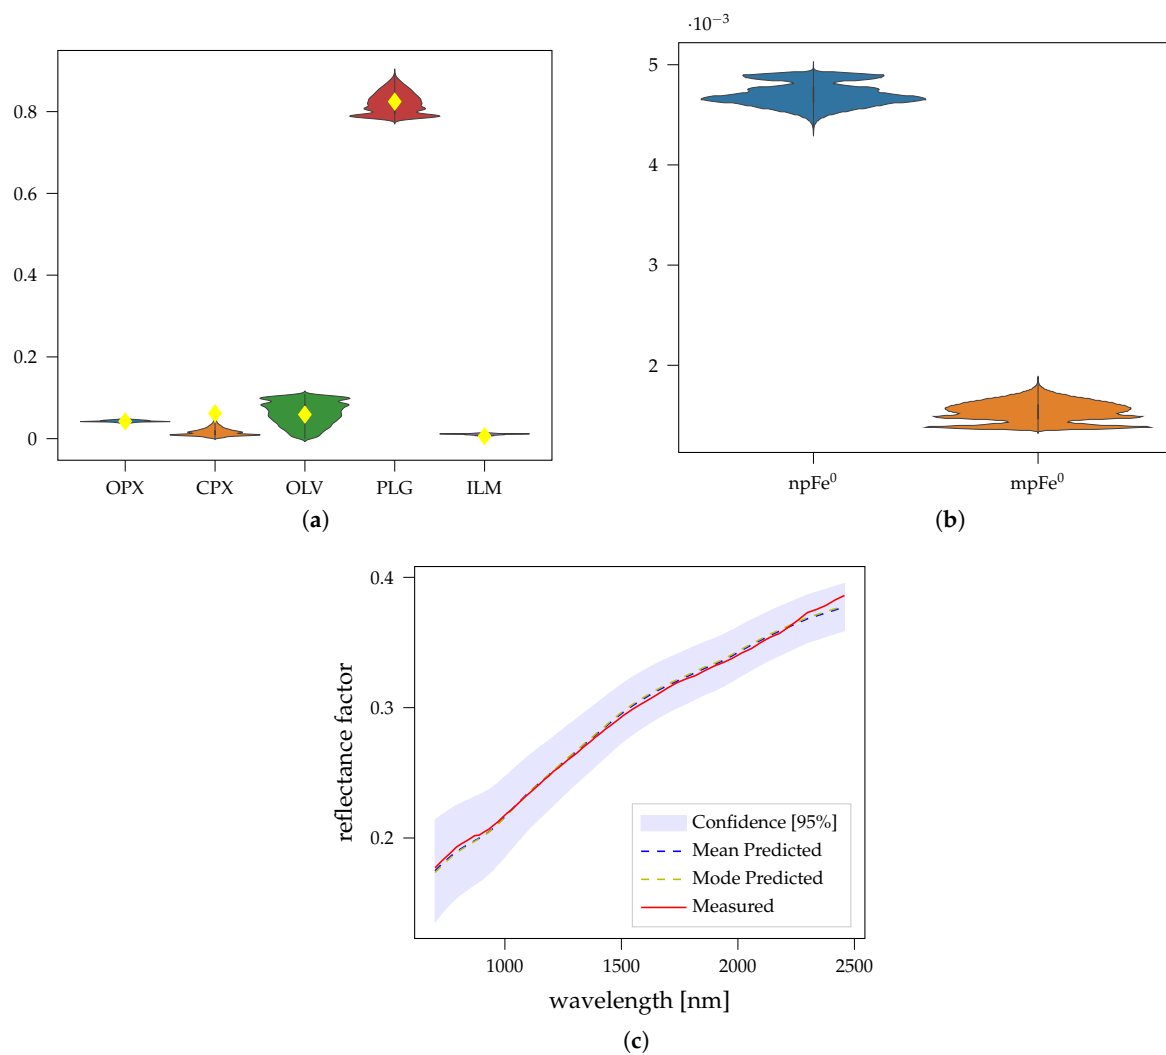 0.8
0.6
0.4
0.2
0
OPX CPX OLV PLG ILM
(a)
·10⁻³
5
4
3
2
npFe⁰ mpFe⁰
(b)
0.4
0.3
0.2
reflectance factor
Confidence [95%]
Mean Predicted
Mode Predicted
Measured
1000 1500 2000 2500
wavelength [nm]
(c)